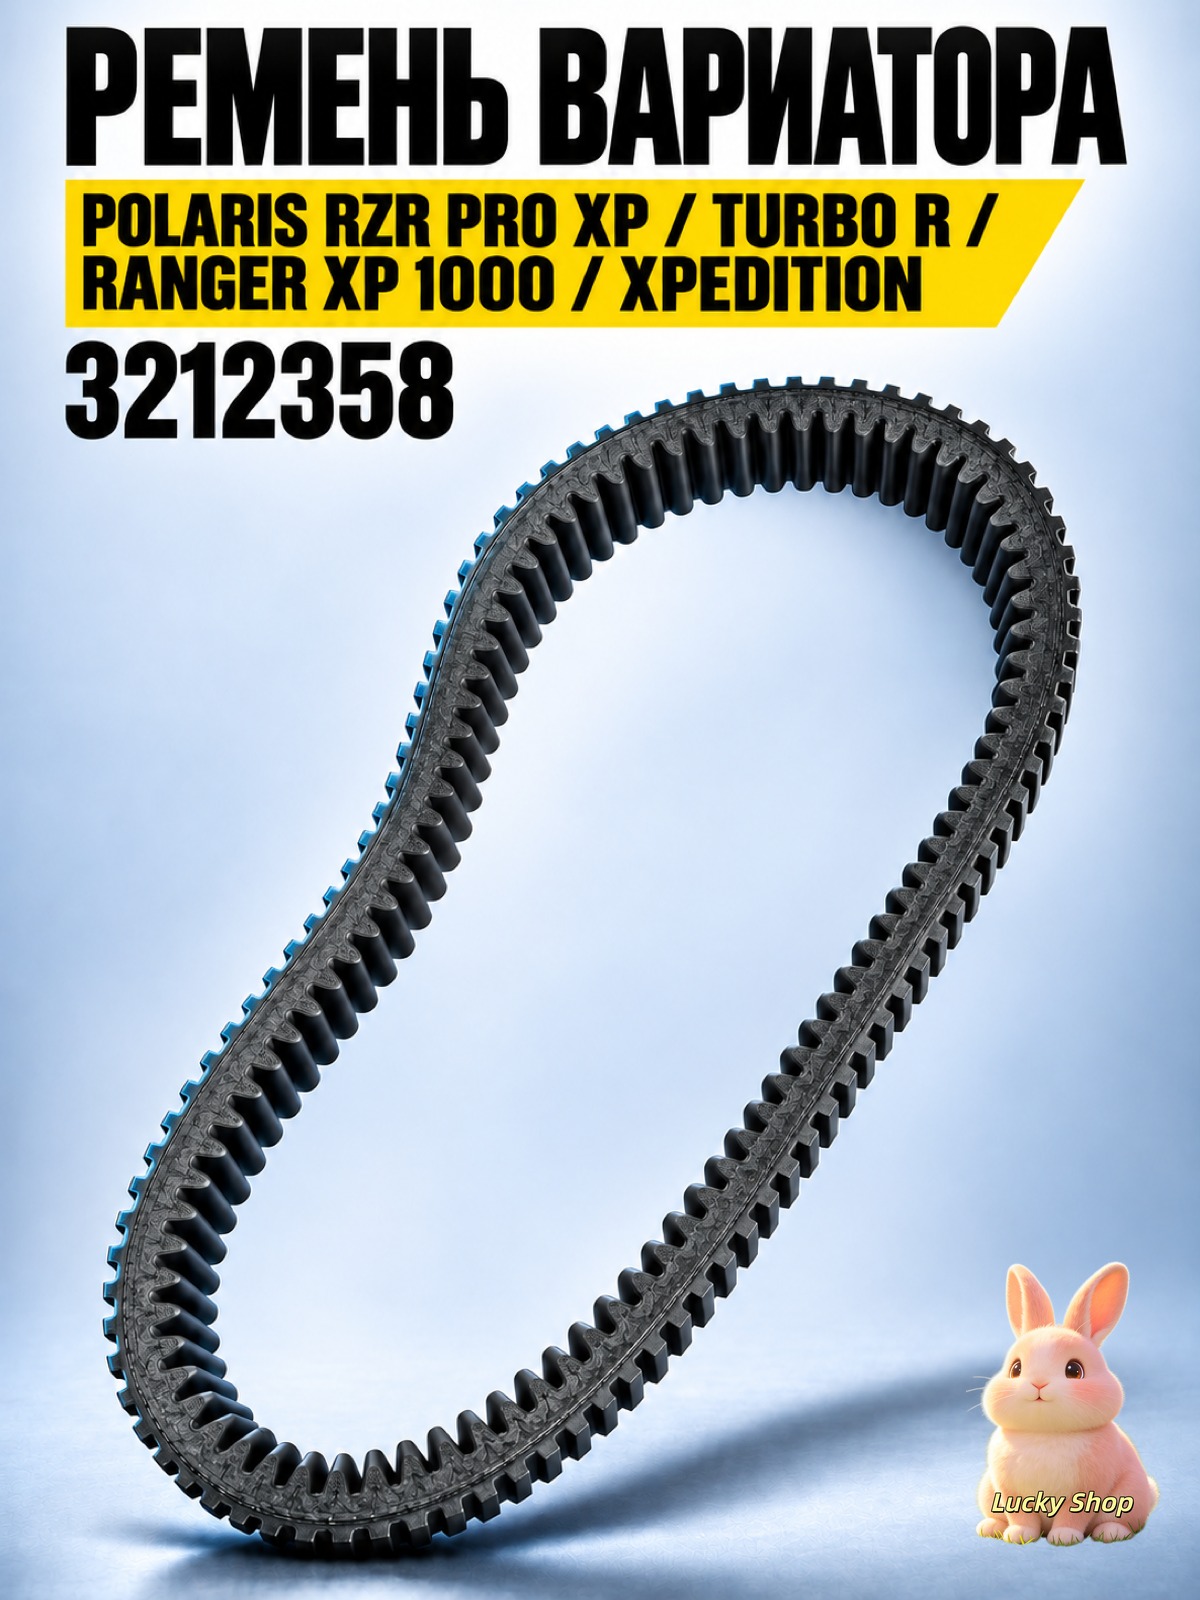 РЕМЕНЬ ВАРИАТОРА
POLARIS RZR PRO XP / TURBO R /
RANGER XP 1000 / XPEDITION
3212358
Lucky Shop